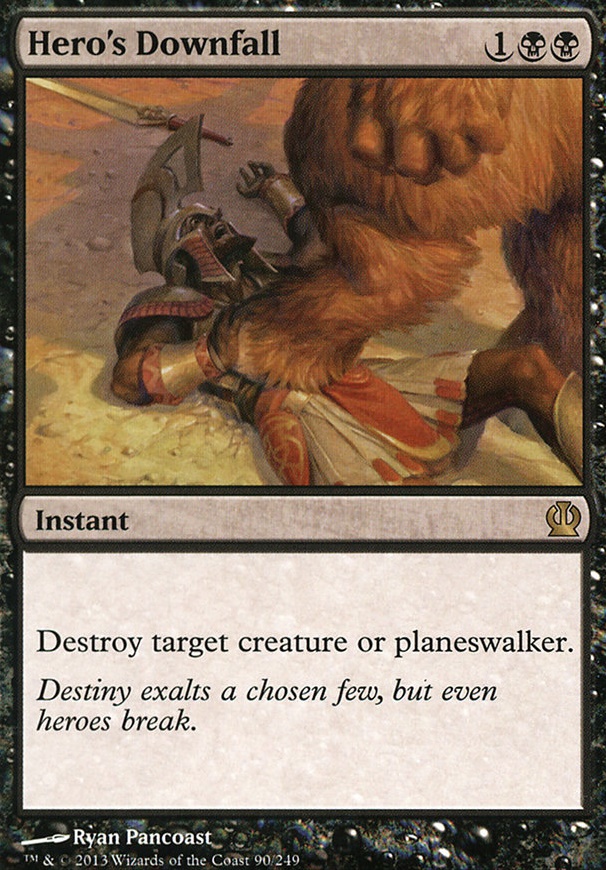 Hero's Downfall 1
Instant
Destroy target creature or planeswalker.
Destiny exalts a chosen few, but even
heroes break.
Ryan Pancoast
™ & © 2013 Wizards of the Coast 90/249